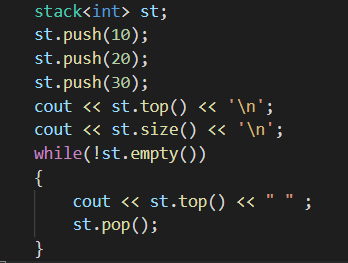 stack<int> st;
st.push(10);
st.push(20);
st.push(30);
cout << st.top() << '\n';
cout << st.size() << '\n';
while(!st.empty())
{
    cout << st.top() << " " ;
    st.pop();
}